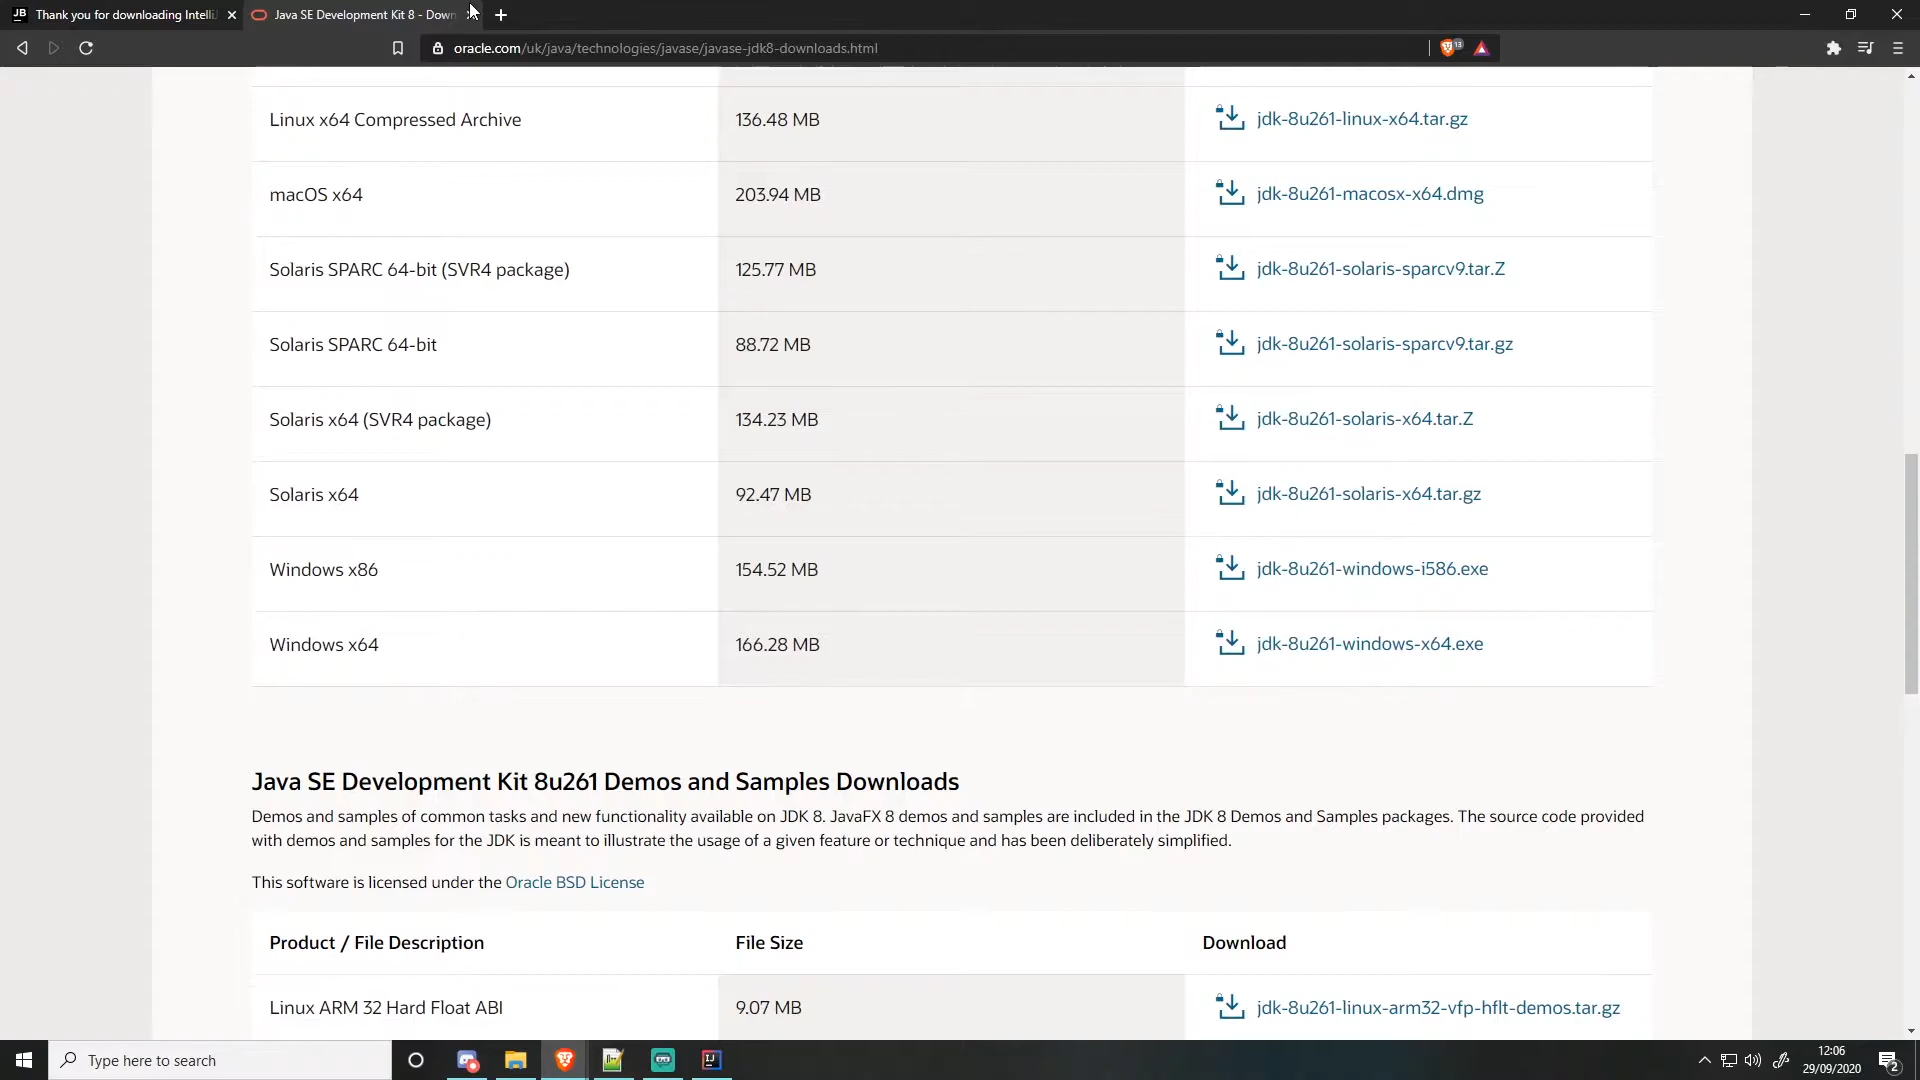 JB Thank you for downloading IntelliJ
Java SE Development Kit 8 - Down
oracle.com/uk/java/technologies/javase/javase-jdk8-downloads.html
13
Linux x64 Compressed Archive 136.48 MB jdk-8u261-linux-x64.tar.gz
macOS x64 203.94 MB jdk-8u261-macosx-x64.dmg
Solaris SPARC 64-bit (SVR4 package) 125.77 MB jdk-8u261-solaris-sparcv9.tar.Z
Solaris SPARC 64-bit 88.72 MB jdk-8u261-solaris-sparcv9.tar.gz
Solaris x64 (SVR4 package) 134.23 MB jdk-8u261-solaris-x64.tar.Z
Solaris x64 92.47 MB jdk-8u261-solaris-x64.tar.gz
Windows x86 154.52 MB jdk-8u261-windows-i586.exe
Windows x64 166.28 MB jdk-8u261-windows-x64.exe
Java SE Development Kit 8u261 Demos and Samples Downloads
Demos and samples of common tasks and new functionality available on JDK 8. JavaFX 8 demos and samples are included in the JDK 8 Demos and Samples packages. The source code provided
with demos and samples for the JDK is meant to illustrate the usage of a given feature or technique and has been deliberately simplified.
This software is licensed under the Oracle BSD License
Product / File Description File Size Download
Linux ARM 32 Hard Float ABI 9.07 MB jdk-8u261-linux-arm32-vfp-hflt-demos.tar.gz
Type here to search
IJ
12:06
29/09/2020
2